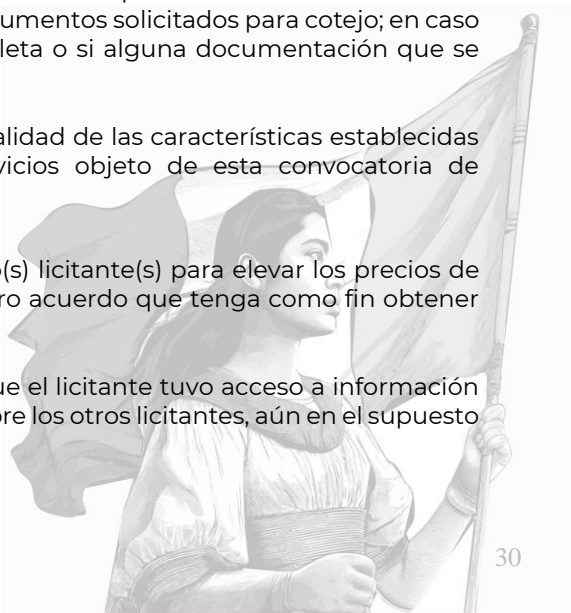 umentos solicitados para cotejo; en caso
leta o si alguna documentación que se
alidad de las características establecidas
vicios objeto de esta convocatoria de
o(s) licitante(s) para elevar los precios de
ro acuerdo que tenga como fin obtener
ue el licitante tuvo acceso a información
bre los otros licitantes, aún en el supuesto
30